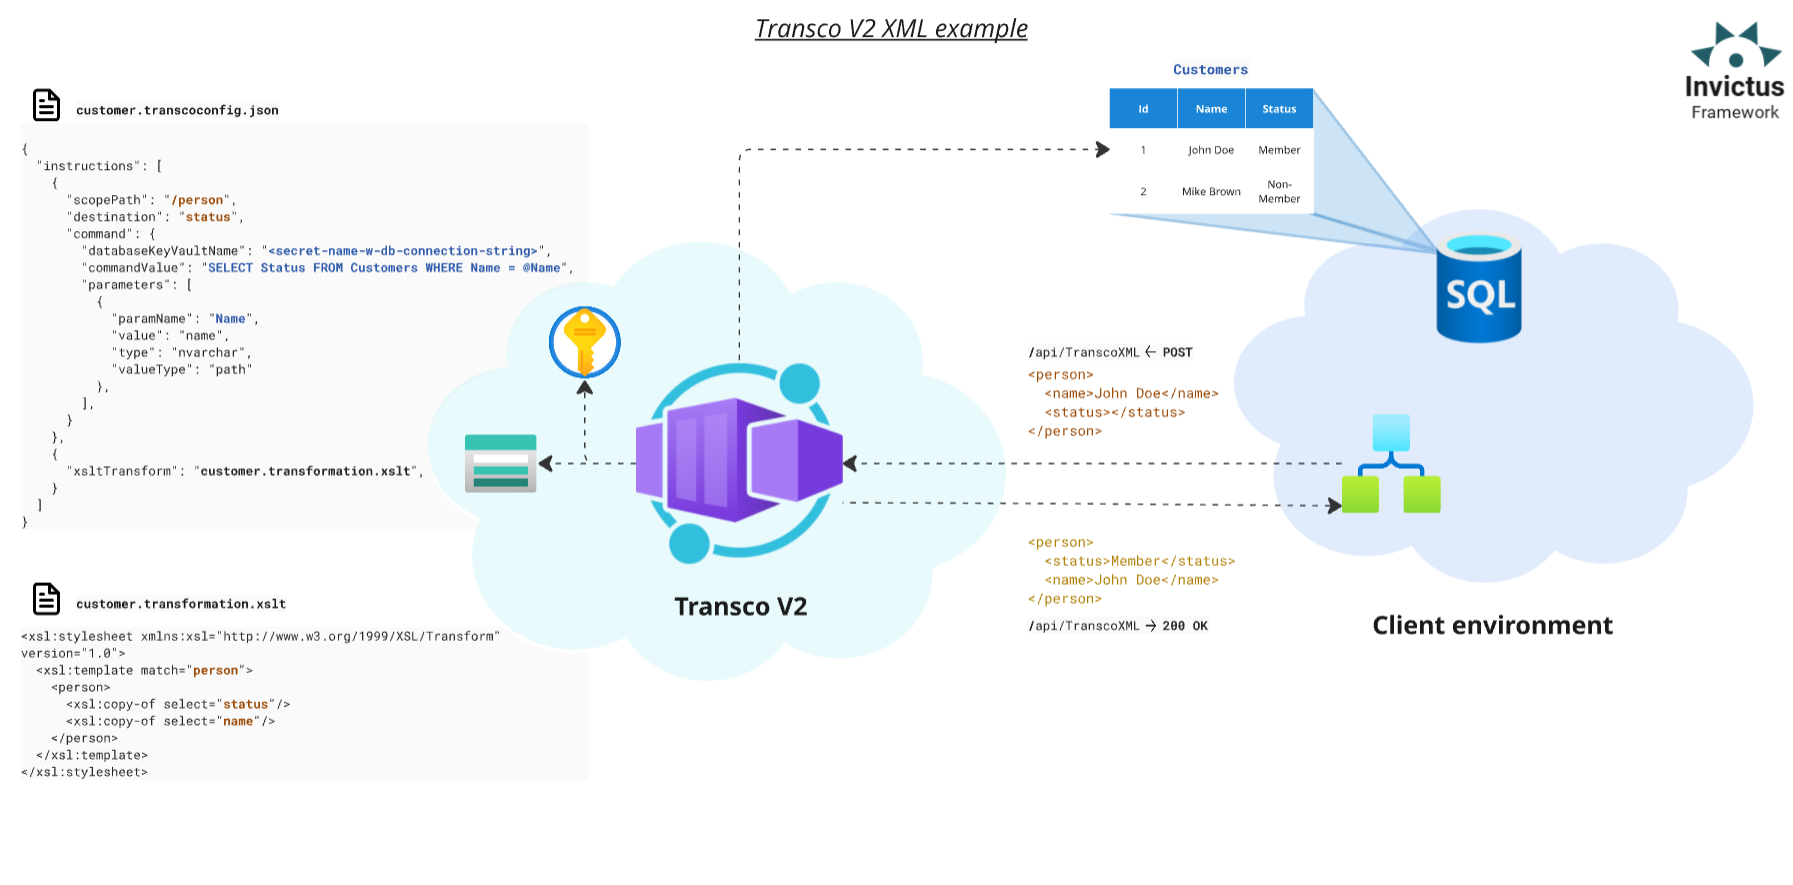 Transco V2 XML example
Invictus
Framework
customer.transcoconfig.json
{
  "instructions": [
    {
      "scopePath": "/person",
      "destination": "status",
      "command": {
        "databaseKeyVaultName": "<secret-name-w-db-connection-string>",
        "commandValue": "SELECT Status FROM Customers WHERE Name = @Name",
        "parameters": [
          {
            "paramName": "Name",
            "value": "name",
            "type": "nvarchar",
            "valueType": "path"
          },
        ],
      }
    },
    {
      "xsltTransform": "customer.transformation.xslt",
    }
  ]
}
customer.transformation.xslt
<xsl:stylesheet xmlns:xsl="http://www.w3.org/1999/XSL/Transform"
version="1.0">
  <xsl:template match="person">
    <person>
      <xsl:copy-of select="status"/>
      <xsl:copy-of select="name"/>
    </person>
  </xsl:template>
</xsl:stylesheet>
Transco V2
Customers
Id Name Status
1 John Doe Member
2 Mike Brown Non-
Member
SQL
/api/TranscoXML ← POST
<person>
  <name>John Doe</name>
  <status></status>
</person>
<person>
  <status>Member</status>
  <name>John Doe</name>
</person>
/api/TranscoXML → 200 OK
Client environment